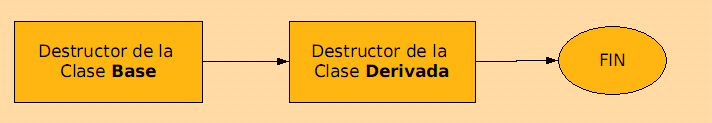 Destructor de la
Clase Base
Destructor de la
Clase Derivada
FIN